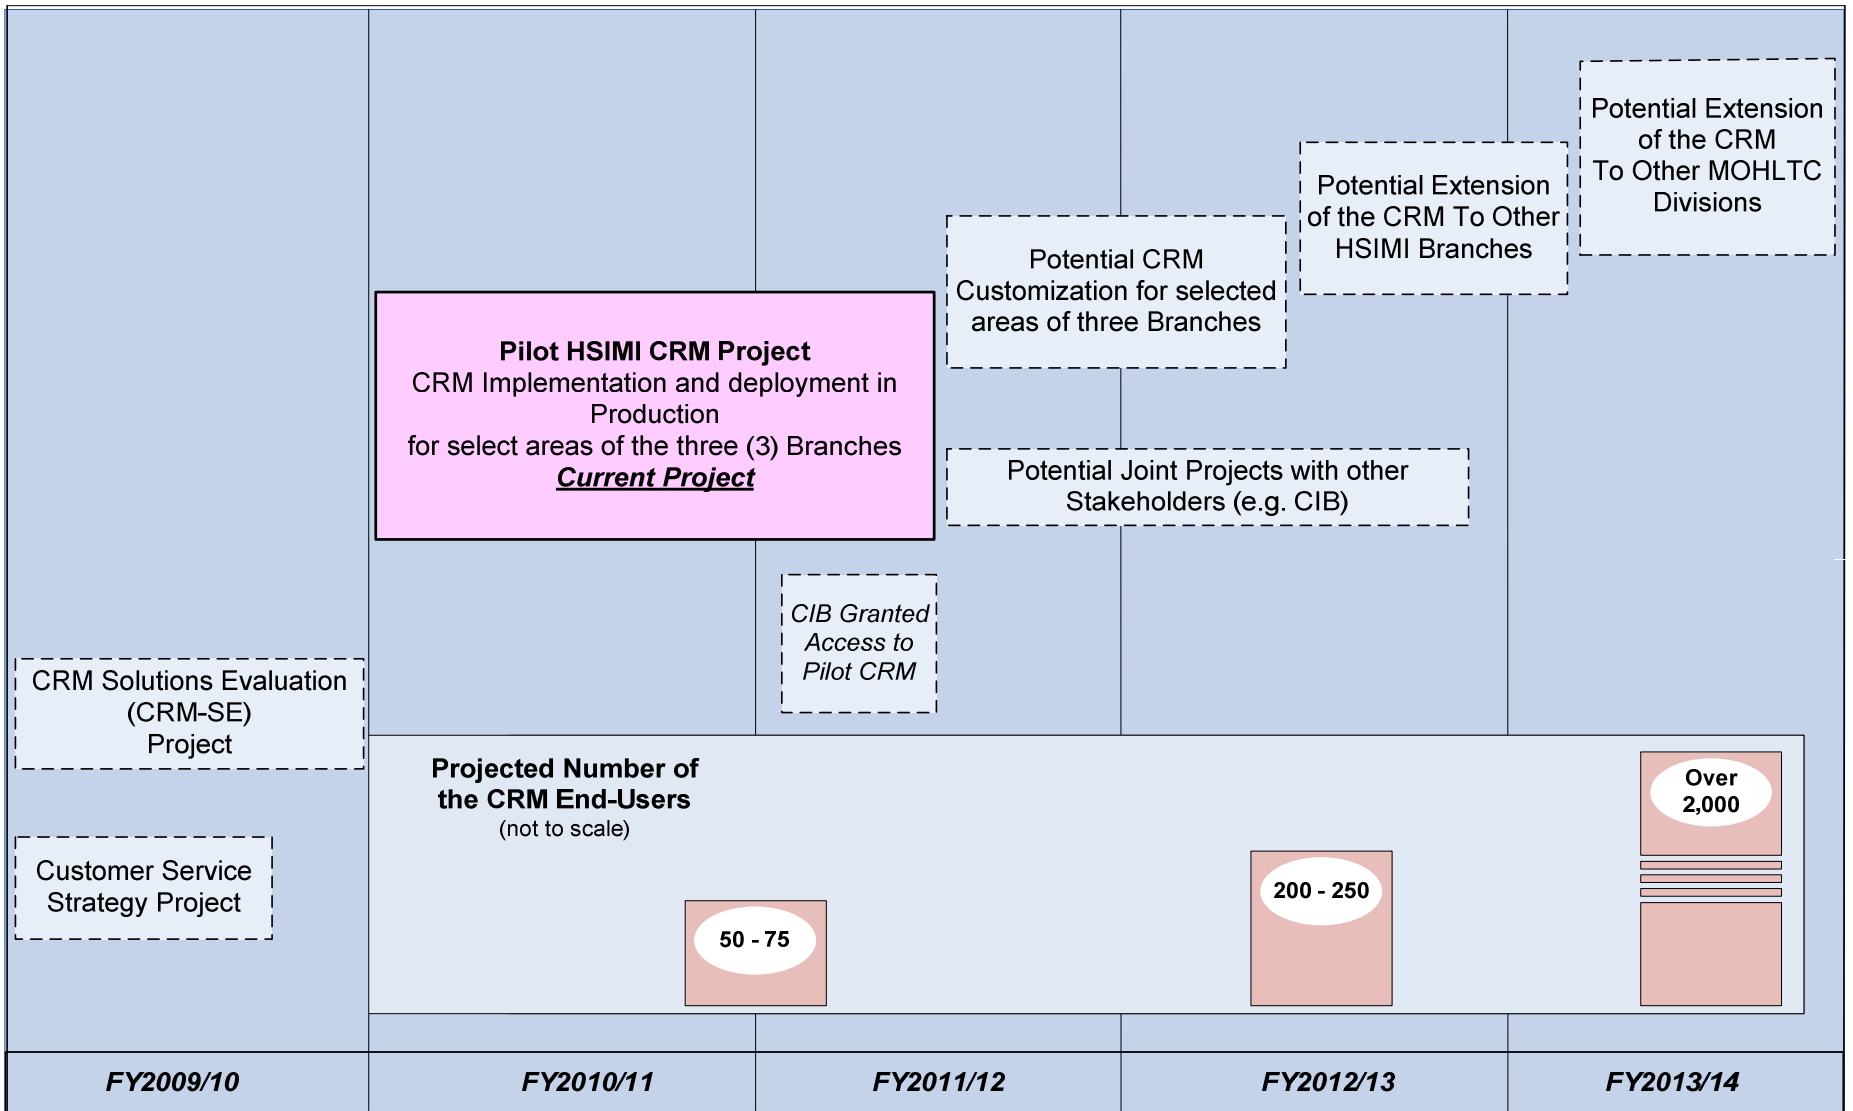 Potential Extension
of the CRM
To Other MOHLTC
Divisions
Potential Extension
of the CRM To Other
HSIMI Branches
Potential CRM
Customization for selected
areas of three Branches
Pilot HSIMI CRM Project
CRM Implementation and deployment in
Production
for select areas of the three (3) Branches
Current Project
Potential Joint Projects with other
Stakeholders (e.g. CIB)
CIB Granted
Access to
Pilot CRM
CRM Solutions Evaluation
(CRM-SE)
Project
Customer Service
Strategy Project
Projected Number of
the CRM End-Users
(not to scale)
50 - 75
200 - 250
Over
2,000
FY2009/10
FY2010/11
FY2011/12
FY2012/13
FY2013/14